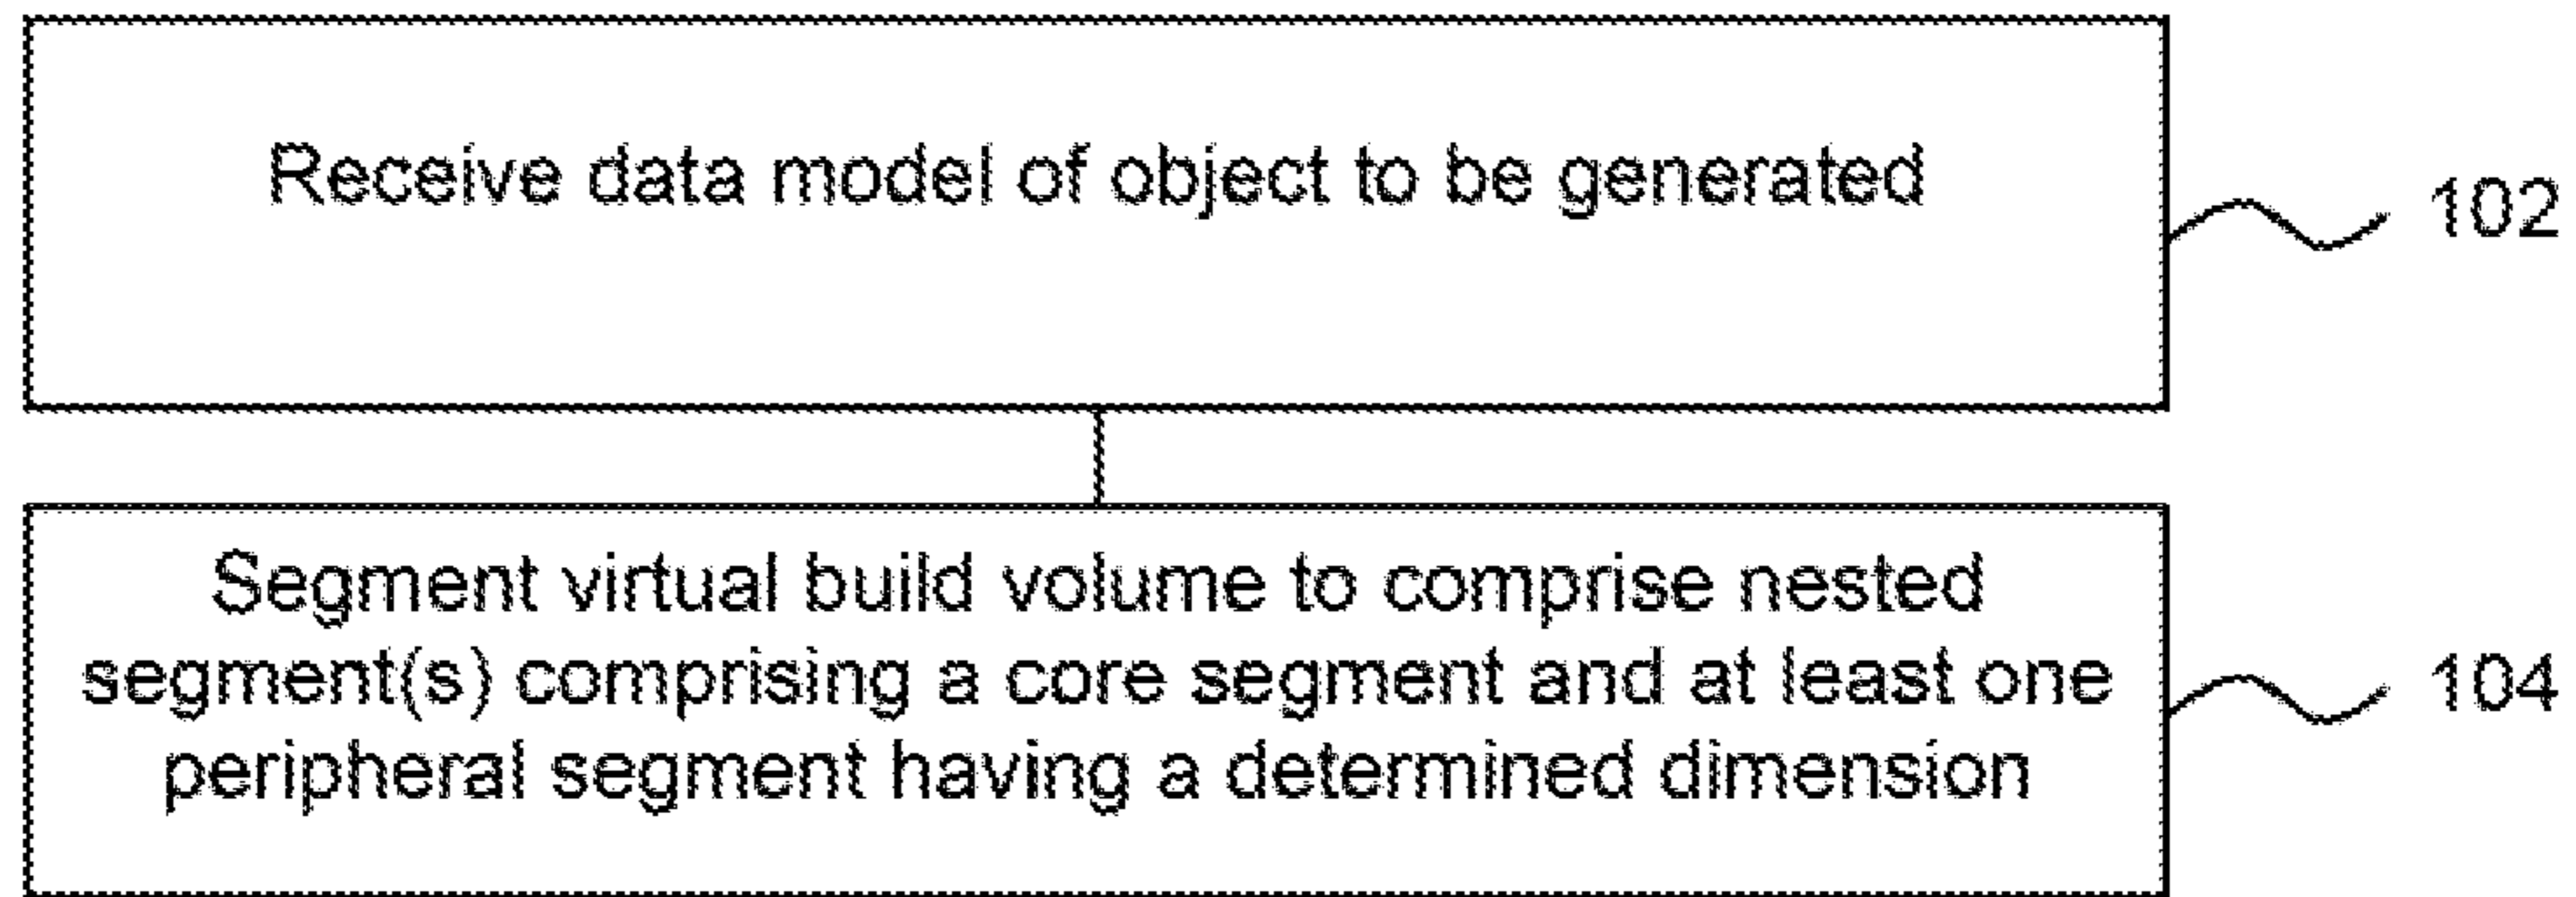 Receive data model of object to be generated
102
Segment virtual build volume to comprise nested
segment(s) comprising a core segment and at least one
104
peripheral segment having a determined dimension